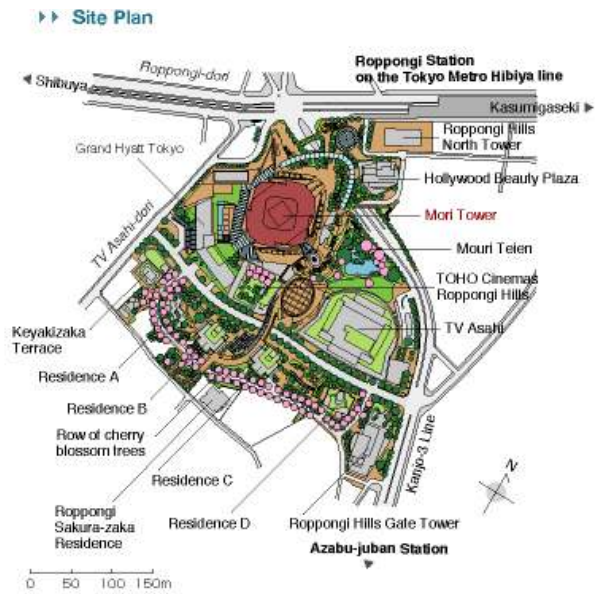 Site Plan
Roppongi Station
on the Tokyo Metro Hibiya line
Roppongi-dori
Shibuya
Kasumigaseki
Roppongi Hills
North Tower
Grand Hyatt Tokyo
Hollywood Beauty Plaza
Mori Tower
TV Asahi-dori
Mouri Teien
TOHO Cinemas
Roppongi Hills
TV Asahi
Keyakizaka
Terrace
Residence A
Residence B
Row of cherry
blossom trees
Residence C
Kanjo-3 Line
N
Roppongi
Sakura-zaka
Residence
Residence D
Roppongi Hills Gate Tower
Azabu-juban Station
0 50 100 150m